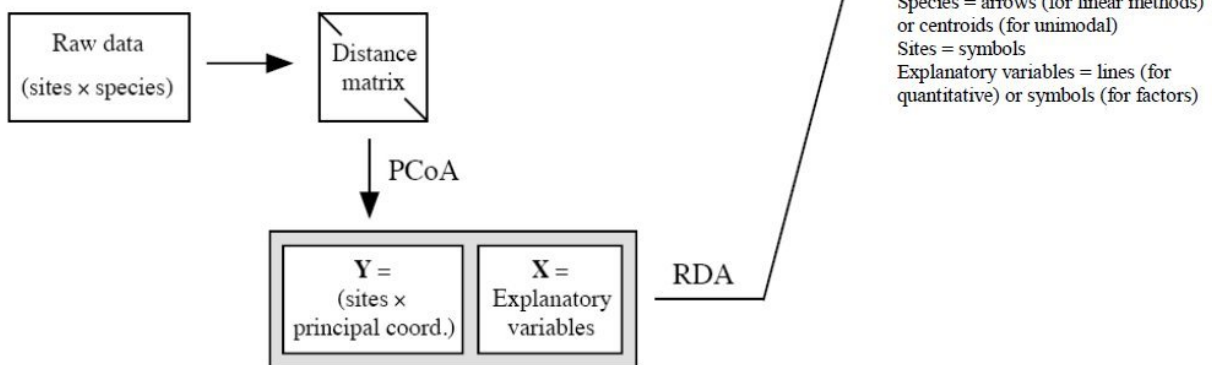 Raw data
(sites × species)
Distance
matrix
PCoA
Y =
(sites ×
principal coord.)
X =
Explanatory
variables
RDA
Species = arrows (for linear methods)
or centroids (for unimodal)
Sites = symbols
Explanatory variables = lines (for
quantitative) or symbols (for factors)